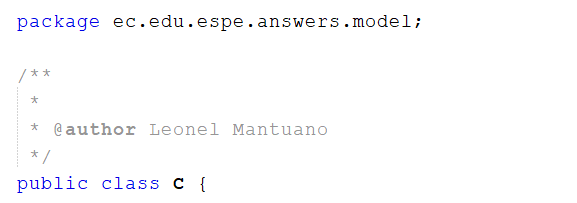 package ec.edu.espe.answers.model;
/**
*
* @author Leonel Mantuano
*/
public class C {